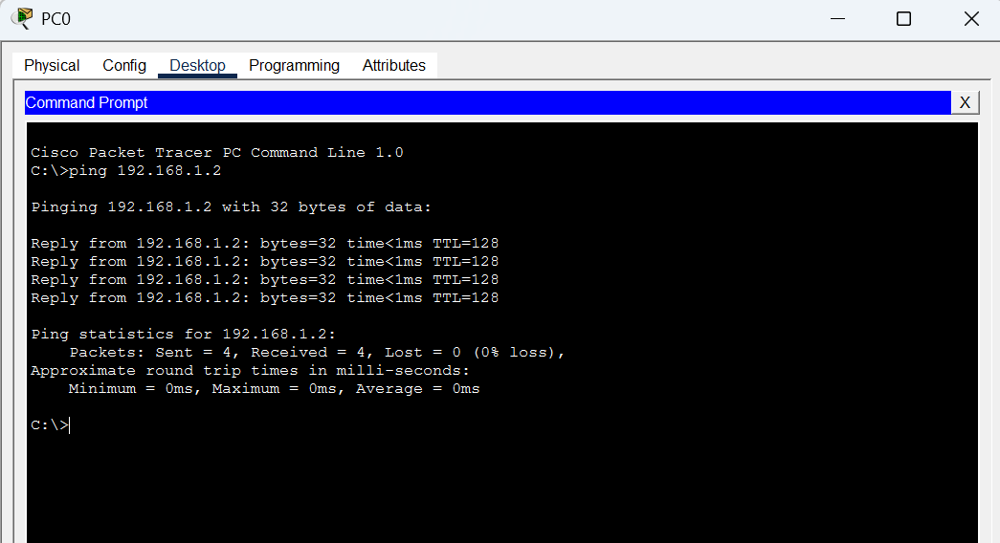 PC0
Physical Config Desktop Programming Attributes
Command Prompt
X
Cisco Packet Tracer PC Command Line 1.0
C:\>ping 192.168.1.2
Pinging 192.168.1.2 with 32 bytes of data:
Reply from 192.168.1.2: bytes=32 time<1ms TTL=128
Reply from 192.168.1.2: bytes=32 time<1ms TTL=128
Reply from 192.168.1.2: bytes=32 time<1ms TTL=128
Reply from 192.168.1.2: bytes=32 time<1ms TTL=128
Ping statistics for 192.168.1.2:
    Packets: Sent = 4, Received = 4, Lost = 0 (0% loss),
Approximate round trip times in milli-seconds:
    Minimum = 0ms, Maximum = 0ms, Average = 0ms
C:\>